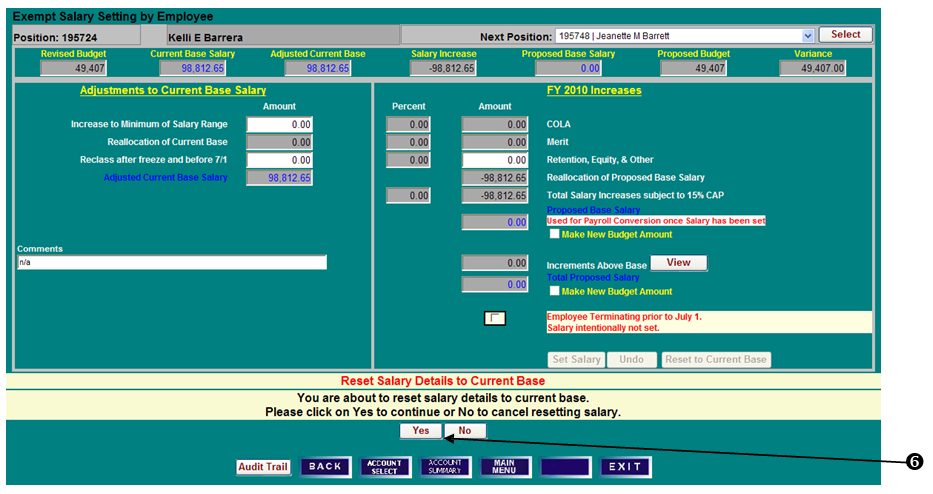 Exempt Salary Setting by Employee
Position: 195724 Kelli E Barrera Next Position: 195748 | Jeanette M Barrett Select
Revised Budget Current Base Salary Adjusted Current Base Salary Increase Proposed Base Salary Proposed Budget Variance
49,407 98,812.65 98,812.65 -98,812.65 0.00 49,407 49,407.00
Adjustments to Current Base Salary
Amount
Increase to Minimum of Salary Range 0.00
Reallocation of Current Base 0.00
Reclass after freeze and before 7/1 0.00
Adjusted Current Base Salary 98,812.65
Comments
n/a
FY 2010 Increases
Percent Amount
0.00 0.00 COLA
0.00 0.00 Merit
0.00 0.00 Retention, Equity, & Other
-98,812.65 Reallocation of Proposed Base Salary
0.00 -98,812.65 Total Salary Increases subject to 15% CAP
Proposed Base Salary
0.00 Used for Payroll Conversion once Salary has been set
Make New Budget Amount
0.00 Increments Above Base View
Total Proposed Salary
0.00
Make New Budget Amount
Employee Terminating prior to July 1.
Salary intentionally not set.
Set Salary Undo Reset to Current Base
Reset Salary Details to Current Base
You are about to reset salary details to current base.
Please click on Yes to continue or No to cancel resetting salary.
Yes No
Audit Trail BACK ACCOUNT SELECT ACCOUNT SUMMARY MAIN MENU EXIT
❻